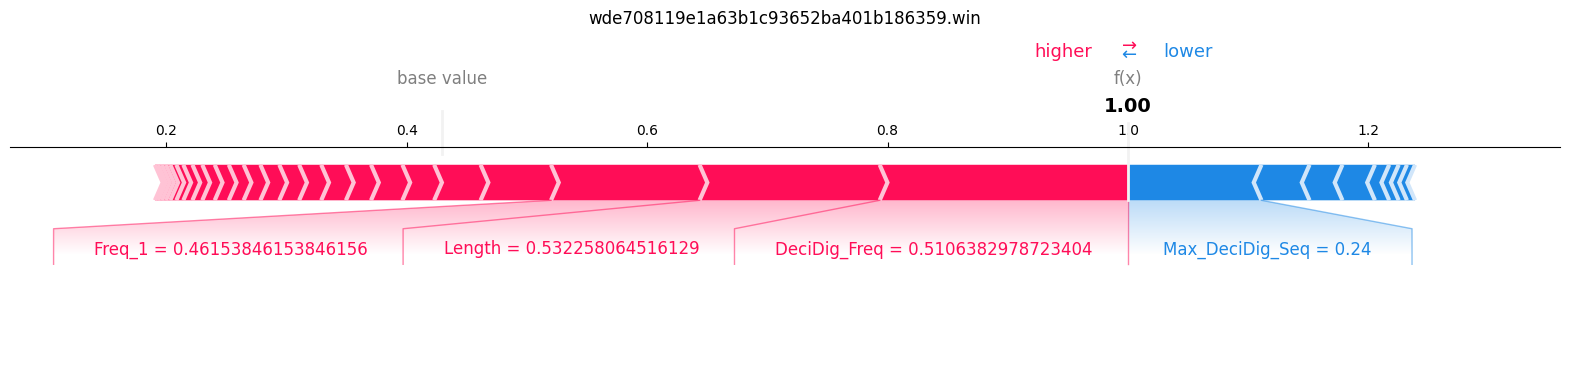 wde708119e1a63b1c93652ba401b186359.win
higher ⇄ lower
base value f(x)
1.00
0.2 0.4 0.6 0.8 1.0 1.2
Freq_1 = 0.46153846153846156 Length = 0.532258064516129 DeciDig_Freq = 0.5106382978723404 Max_DeciDig_Seq = 0.24